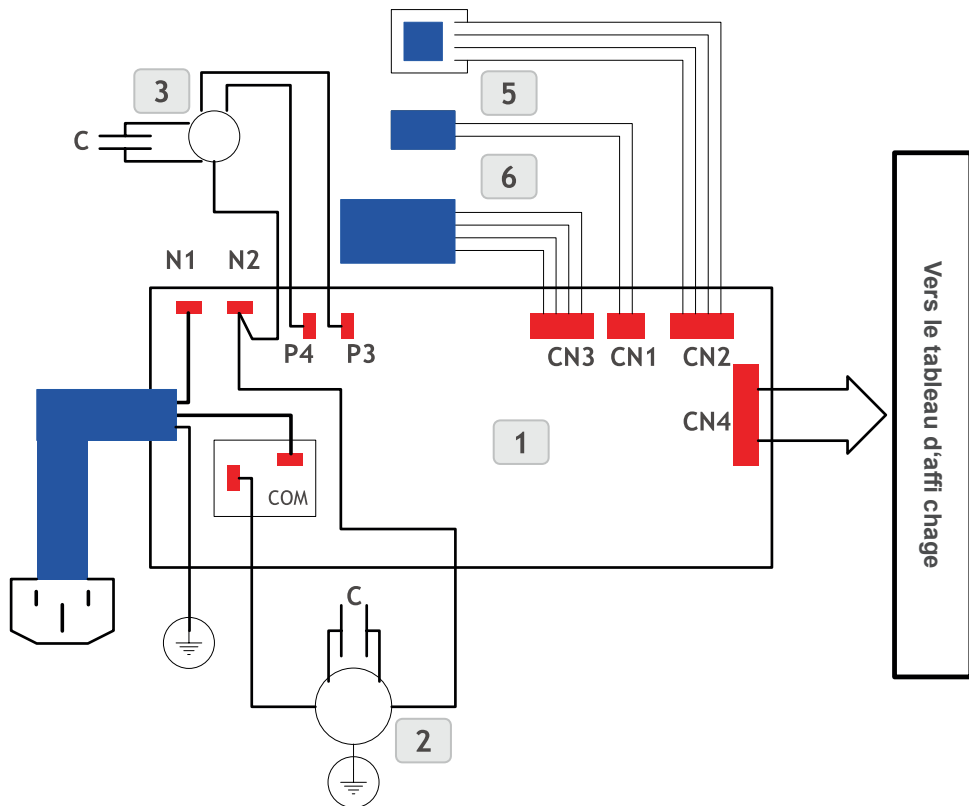 3
5
C
6
N1
N2
P4
P3
CN3
CN1
CN2
CN4
1
COM
C
2
Vers le tableau d'affi chage